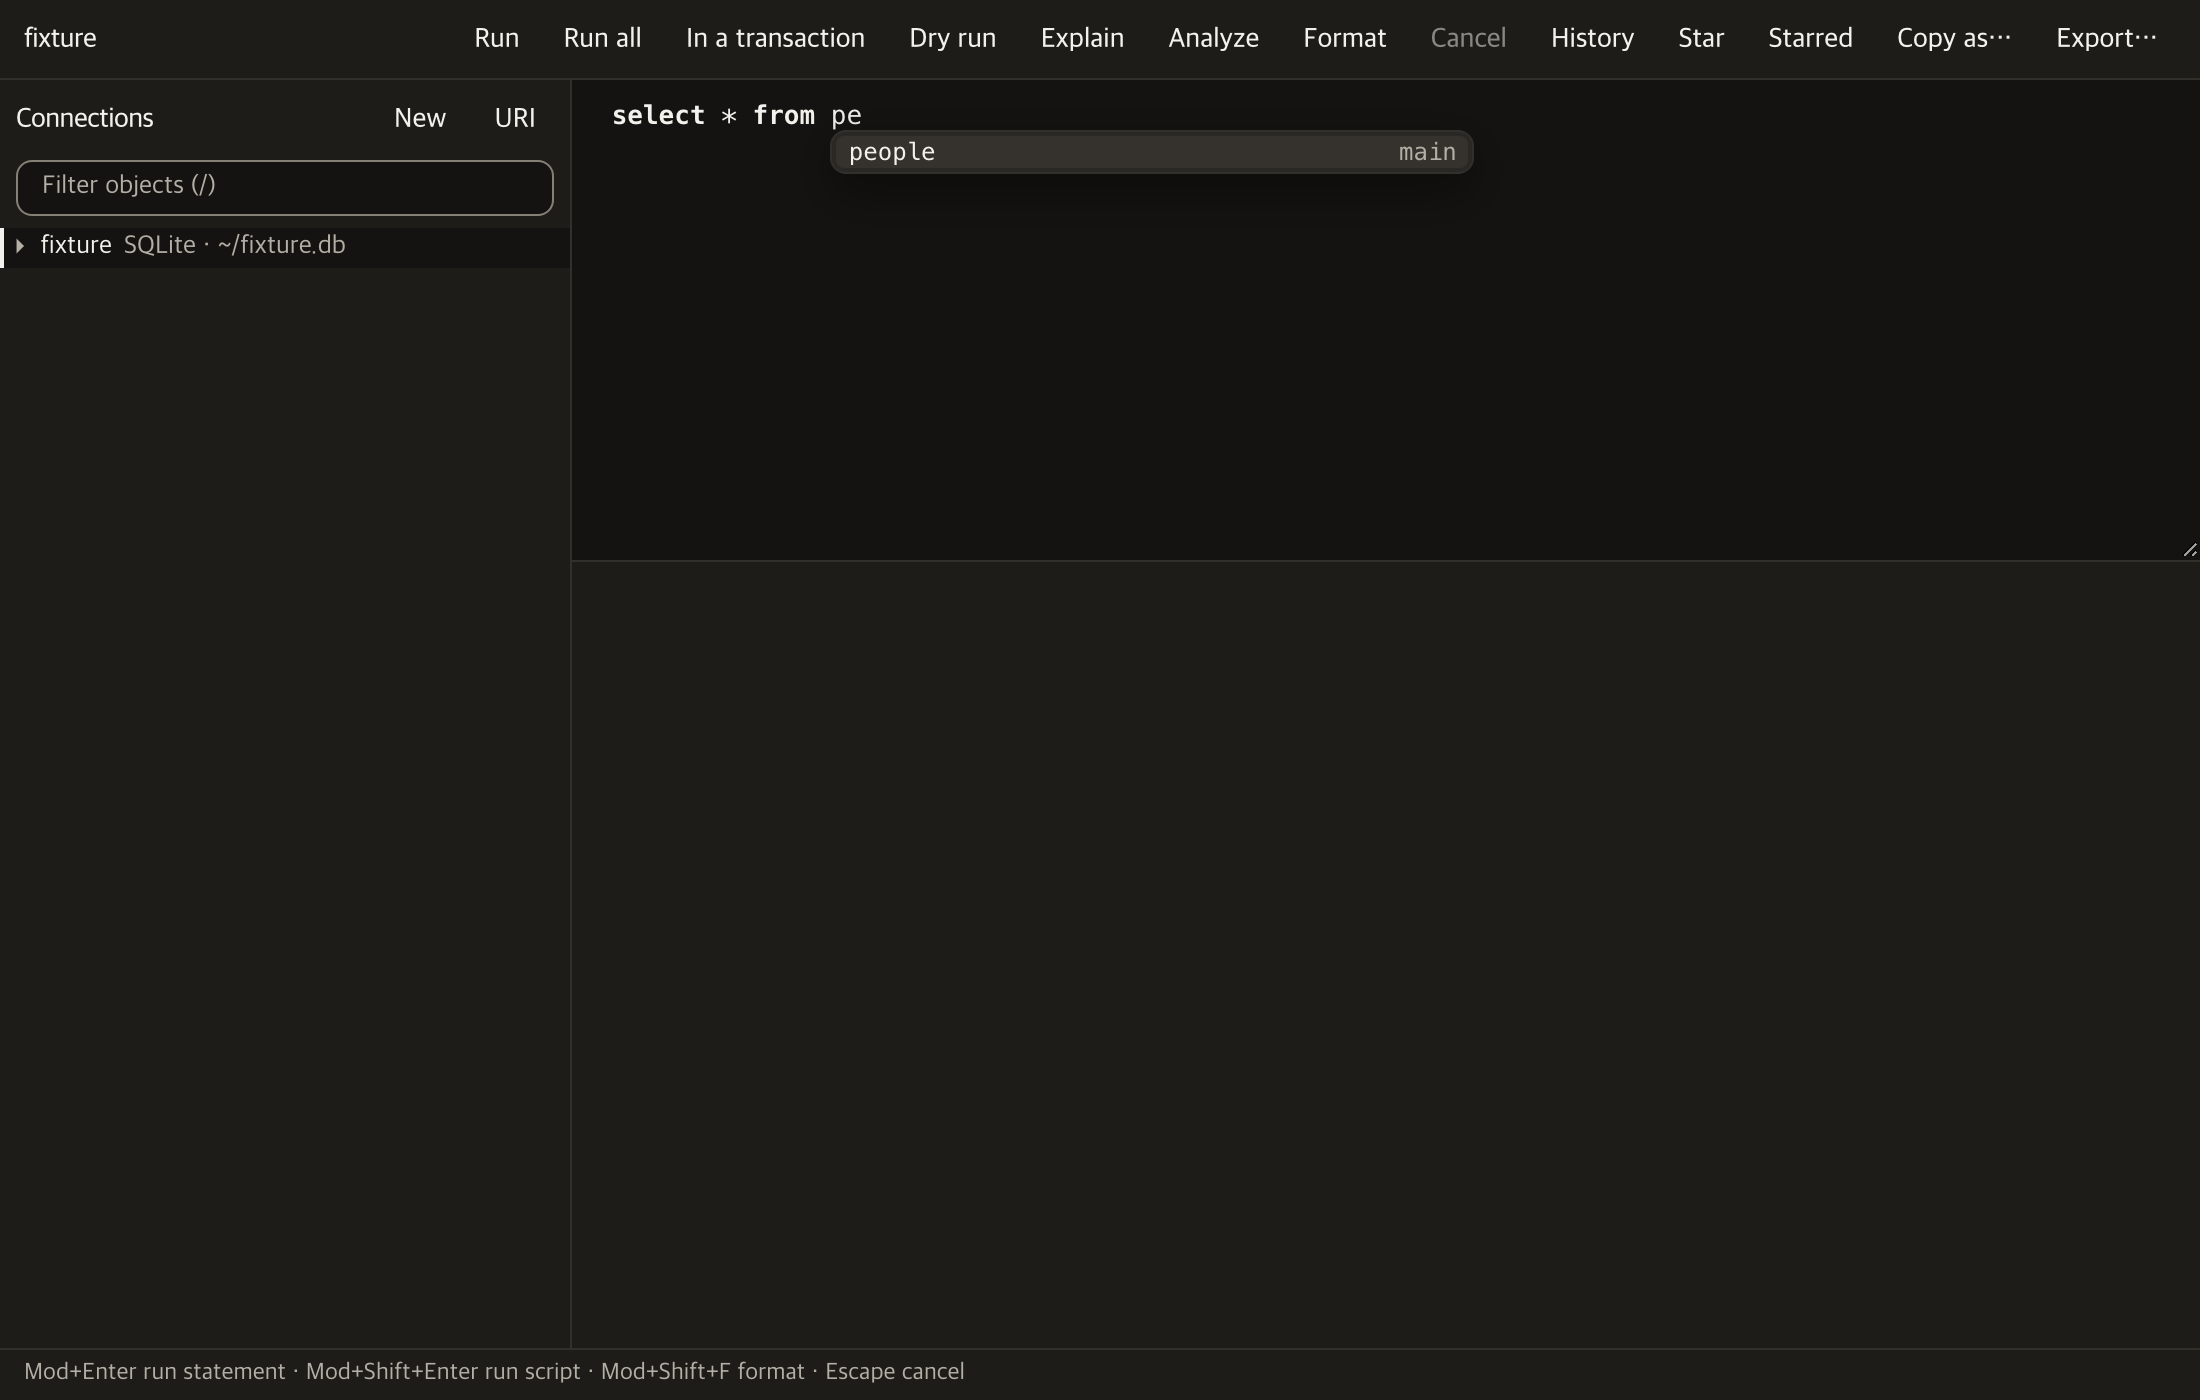 fixture Run Run all In a transaction Dry run Explain Analyze Format Cancel History Star Starred Copy as… Export…
Connections New URI
Filter objects (/)
fixture SQLite · ~/fixture.db
select * from pe
people main
Mod+Enter run statement · Mod+Shift+Enter run script · Mod+Shift+F format · Escape cancel